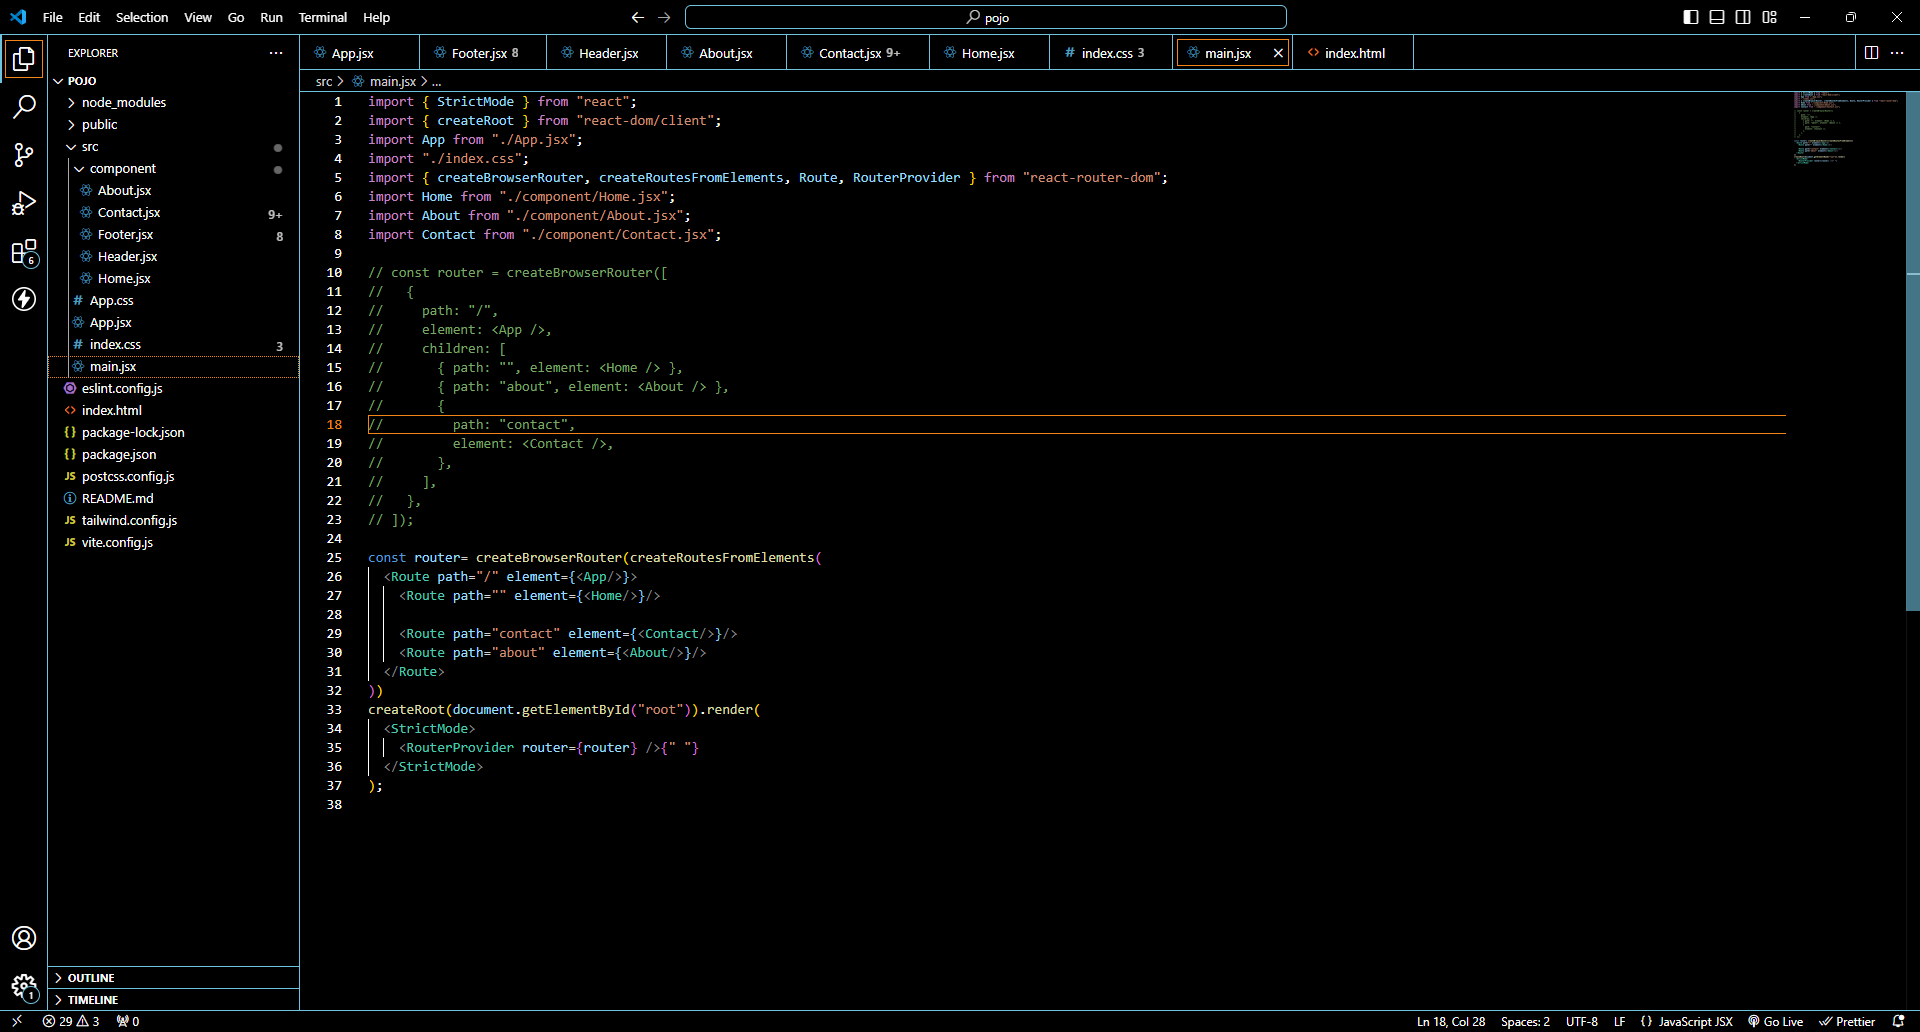 File Edit Selection View Go Run Terminal Help
pojo
EXPLORER
POJO
node_modules
public
src
component
About.jsx
Contact.jsx 9+
Footer.jsx 8
Header.jsx
Home.jsx
App.css
App.jsx
index.css 3
main.jsx
eslint.config.js
index.html
package-lock.json
package.json
postcss.config.js
README.md
tailwind.config.js
vite.config.js
OUTLINE
TIMELINE
6
1
App.jsx Footer.jsx 8 Header.jsx About.jsx Contact.jsx 9+ Home.jsx index.css 3 main.jsx index.html
src > main.jsx > ...
1 import { StrictMode } from "react";
2 import { createRoot } from "react-dom/client";
3 import App from "./App.jsx";
4 import "./index.css";
5 import { createBrowserRouter, createRoutesFromElements, Route, RouterProvider } from "react-router-dom";
6 import Home from "./component/Home.jsx";
7 import About from "./component/About.jsx";
8 import Contact from "./component/Contact.jsx";
9
10 // const router = createBrowserRouter([
11 //   {
12 //     path: "/",
13 //     element: <App />,
14 //     children: [
15 //       { path: "", element: <Home /> },
16 //       { path: "about", element: <About /> },
17 //       {
18 //         path: "contact",
19 //         element: <Contact />,
20 //       },
21 //     ],
22 //   },
23 // ]);
24
25 const router= createBrowserRouter(createRoutesFromElements(
26   <Route path="/" element={<App/>}>
27     <Route path="" element={<Home/>}/>
28
29     <Route path="contact" element={<Contact/>}/>
30     <Route path="about" element={<About/>}/>
31   </Route>
32 ))
33 createRoot(document.getElementById("root")).render(
34   <StrictMode>
35     <RouterProvider router={router} />{" "}
36   </StrictMode>
37 );
38
29 3 0 Ln 18, Col 28 Spaces: 2 UTF-8 LF {} JavaScript JSX Go Live Prettier